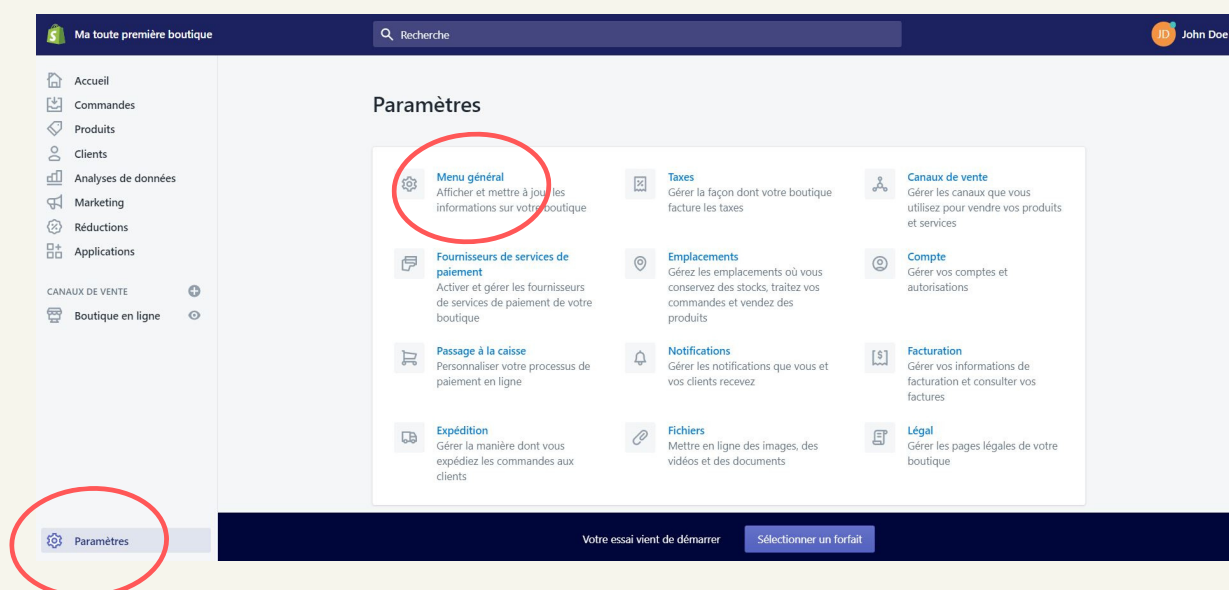 Ma toute première boutique
Recherche
JD John Doe
Accueil
Commandes
Produits
Clients
Analyses de données
Marketing
Réductions
Applications
CANAUX DE VENTE
Boutique en ligne
Paramètres
Paramètres
Menu général
Afficher et mettre à jour les
informations sur votre boutique
Taxes
Gérer la façon dont votre boutique
facture les taxes
Canaux de vente
Gérer les canaux que vous
utilisez pour vendre vos produits
et services
Fournisseurs de services de
paiement
Activer et gérer les fournisseurs
de services de paiement de votre
boutique
Emplacements
Gérez les emplacements où vous
conservez des stocks, traitez vos
commandes et vendez des
produits
Compte
Gérer vos comptes et
autorisations
Passage à la caisse
Personnaliser votre processus de
paiement en ligne
Notifications
Gérer les notifications que vous et
vos clients recevez
Facturation
Gérer vos informations de
facturation et consulter vos
factures
Expédition
Gérer la manière dont vous
expédiez les commandes aux
clients
Fichiers
Mettre en ligne des images, des
vidéos et des documents
Légal
Gérer les pages légales de votre
boutique
Votre essai vient de démarrer
Sélectionner un forfait